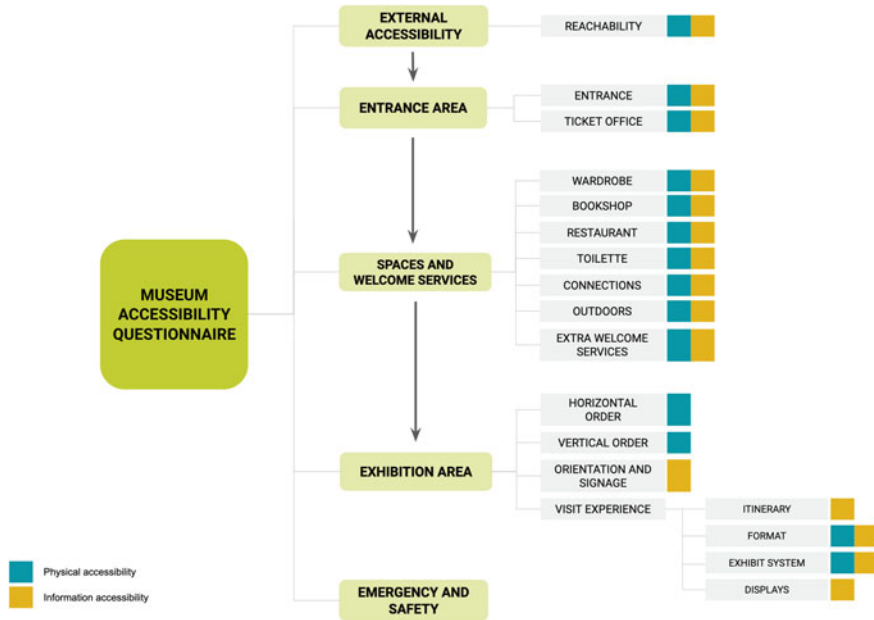 EXTERNAL
ACCESSIBILITY
REACHABILITY
ENTRANCE AREA
ENTRANCE
TICKET OFFICE
MUSEUM
ACCESSIBILITY
QUESTIONNAIRE
SPACES AND
WELCOME SERVICES
WARDROBE
BOOKSHOP
RESTAURANT
TOILETTE
CONNECTIONS
OUTDOORS
EXTRA WELCOME
SERVICES
EXHIBITION AREA
HORIZONTAL
ORDER
VERTICAL ORDER
ORIENTATION AND
SIGNAGE
VISIT EXPERIENCE
ITINERARY
FORMAT
EXHIBIT SYSTEM
DISPLAYS
EMERGENCY AND
SAFETY
Physical accessibility
Information accessibility